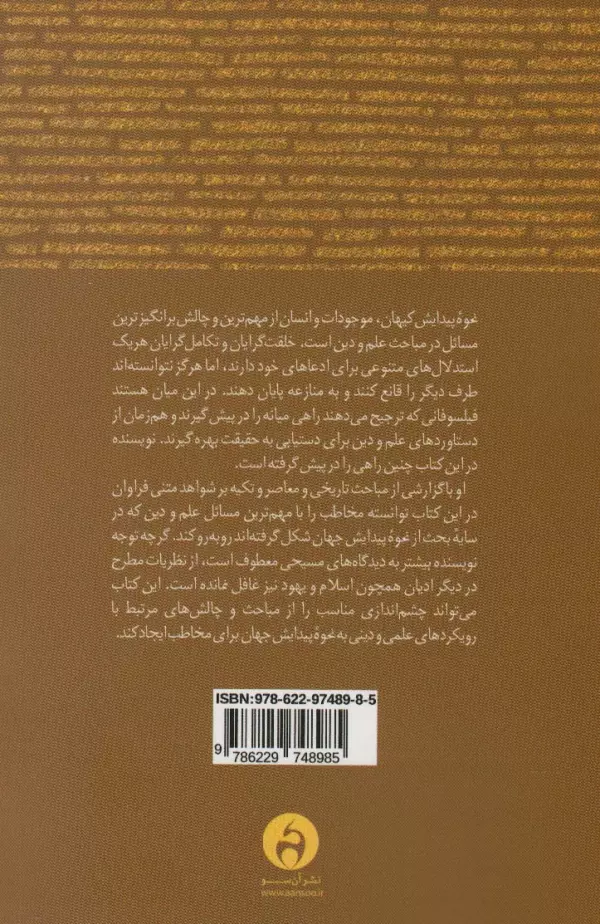 نحوهٔ پیدایش کیهان، موجودات و انسان از مهم‌ترین و چالش برانگیزترین
مسائل در مباحث علم و دین است. خلقت‌گرایان و تکامل‌گرایان هریک
استدلال‌های متنوعی برای ادعاهای خود دارند، اما هرگز نتوانسته‌اند
طرف دیگر را قانع کنند و به منازعه پایان دهند. در این میان هستند
فیلسوفانی که ترجیح می‌دهند راهی میانه را در پیش گیرند و هم‌زمان از
دستاوردهای علم و دین برای دستیابی به حقیقت بهره گیرند. نویسنده
در این کتاب چنین راهی را در پیش گرفته است.
او با گزارشی از مباحث تاریخی و معاصر و تکیه بر شواهد متنی فراوان
در این کتاب توانسته مخاطب را با مهم‌ترین مسائل علم و دین که در
سایهٔ بحث از نحوهٔ پیدایش جهان شکل گرفته‌اند روبه‌رو کند. گرچه توجه
نویسنده بیشتر به دیدگاه‌های مسیحی معطوف است، از نظریات مطرح
در دیگر ادیان همچون اسلام و یهود نیز غافل نمانده است. این کتاب
می‌تواند چشم‌اندازی مناسب را از مباحث و چالش‌های مرتبط با
رویکردهای علمی و دینی به نحوهٔ پیدایش جهان برای مخاطب ایجاد کند.
ISBN:978-622-97489-8-5
9 786229 748985
نشر آن‌سو
www.aansoo.ir